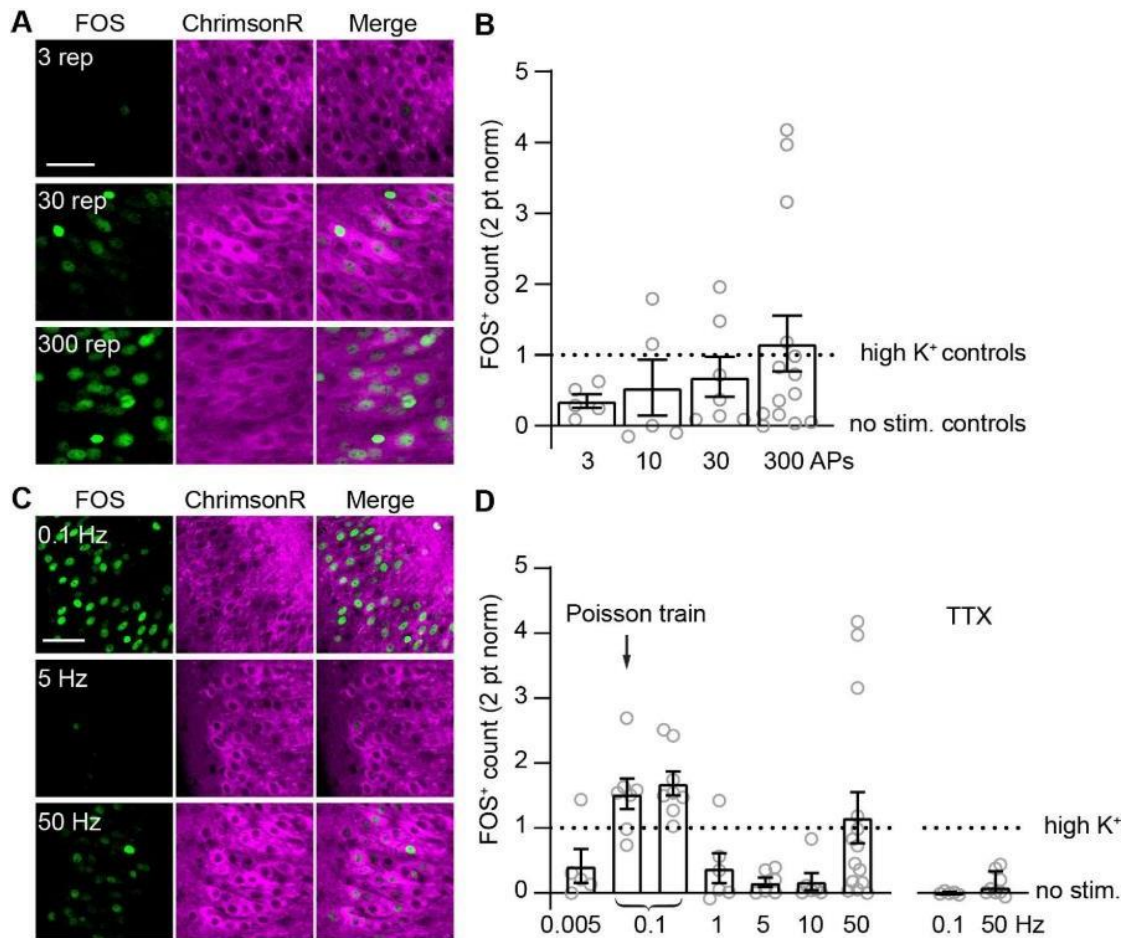 A
FOS ChrimsonR Merge
3 rep
30 rep
300 rep
B
FOS⁺ count (2 pt norm)
5
4
3
2
1
0
high K⁺ controls
no stim. controls
3 10 30 300 APs
C
FOS ChrimsonR Merge
0.1 Hz
5 Hz
50 Hz
D
FOS⁺ count (2 pt norm)
5
4
3
2
1
0
Poisson train
TTX
high K⁺
no stim.
0.005 0.1 1 5 10 50 0.1 50 Hz